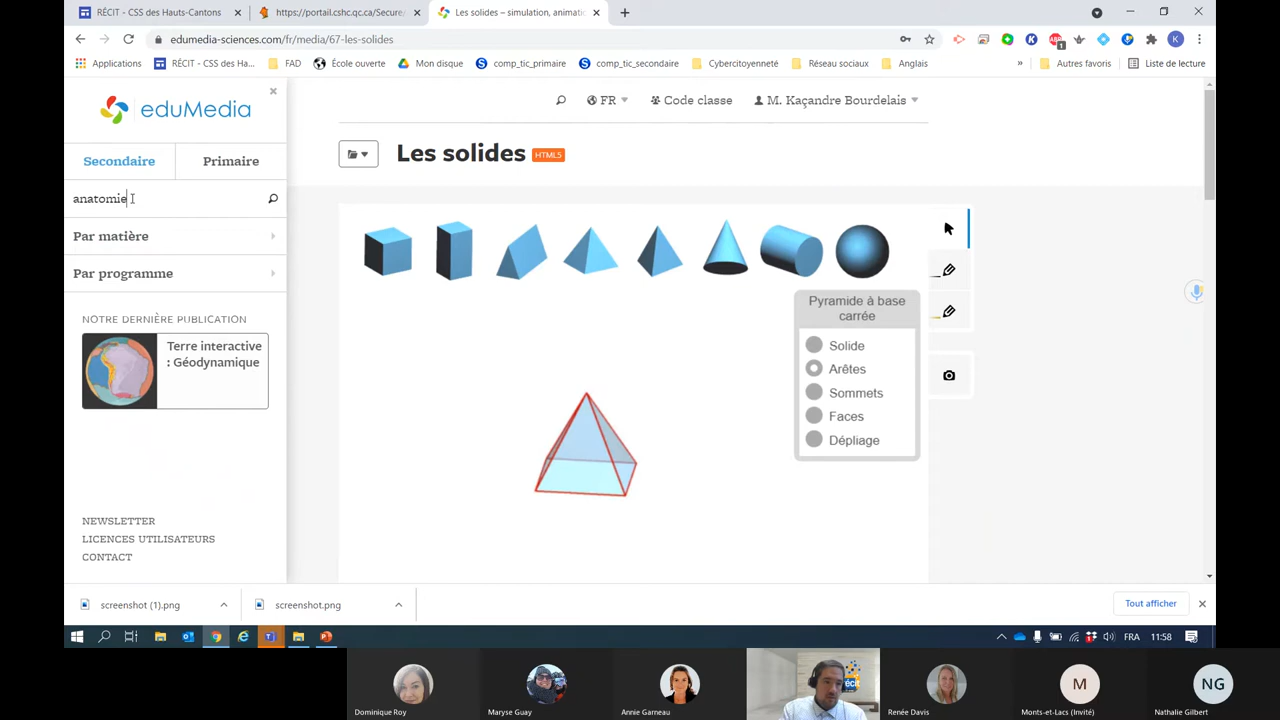 RÉCIT - CSS des Hauts-Cantons
https://portail.cshc.qc.ca/Secure/
Les solides – simulation, animati
edumedia-sciences.com/fr/media/67-les-solides
K
Applications
RÉCIT - CSS des Ha...
FAD
École ouverte
Mon disque
comp_tic_primaire
comp_tic_secondaire
Cybercitoyenneté
Réseau sociaux
Anglais
»
Autres favoris
Liste de lecture
eduMedia
FR
Code classe
M. Kaçandre Bourdelais
Secondaire
Primaire
Les solides
HTML5
anatomie
Par matière
Par programme
NOTRE DERNIÈRE PUBLICATION
Terre interactive
: Géodynamique
Pyramide à base
carrée
Solide
Arêtes
Sommets
Faces
Dépliage
NEWSLETTER
LICENCES UTILISATEURS
CONTACT
screenshot (1).png
screenshot.png
Tout afficher
FRA
11:58
récit
M
NG
Dominique Roy
Maryse Guay
Annie Garneau
Renée Davis
Monts-et-Lacs (Invité)
Nathalie Gilbert